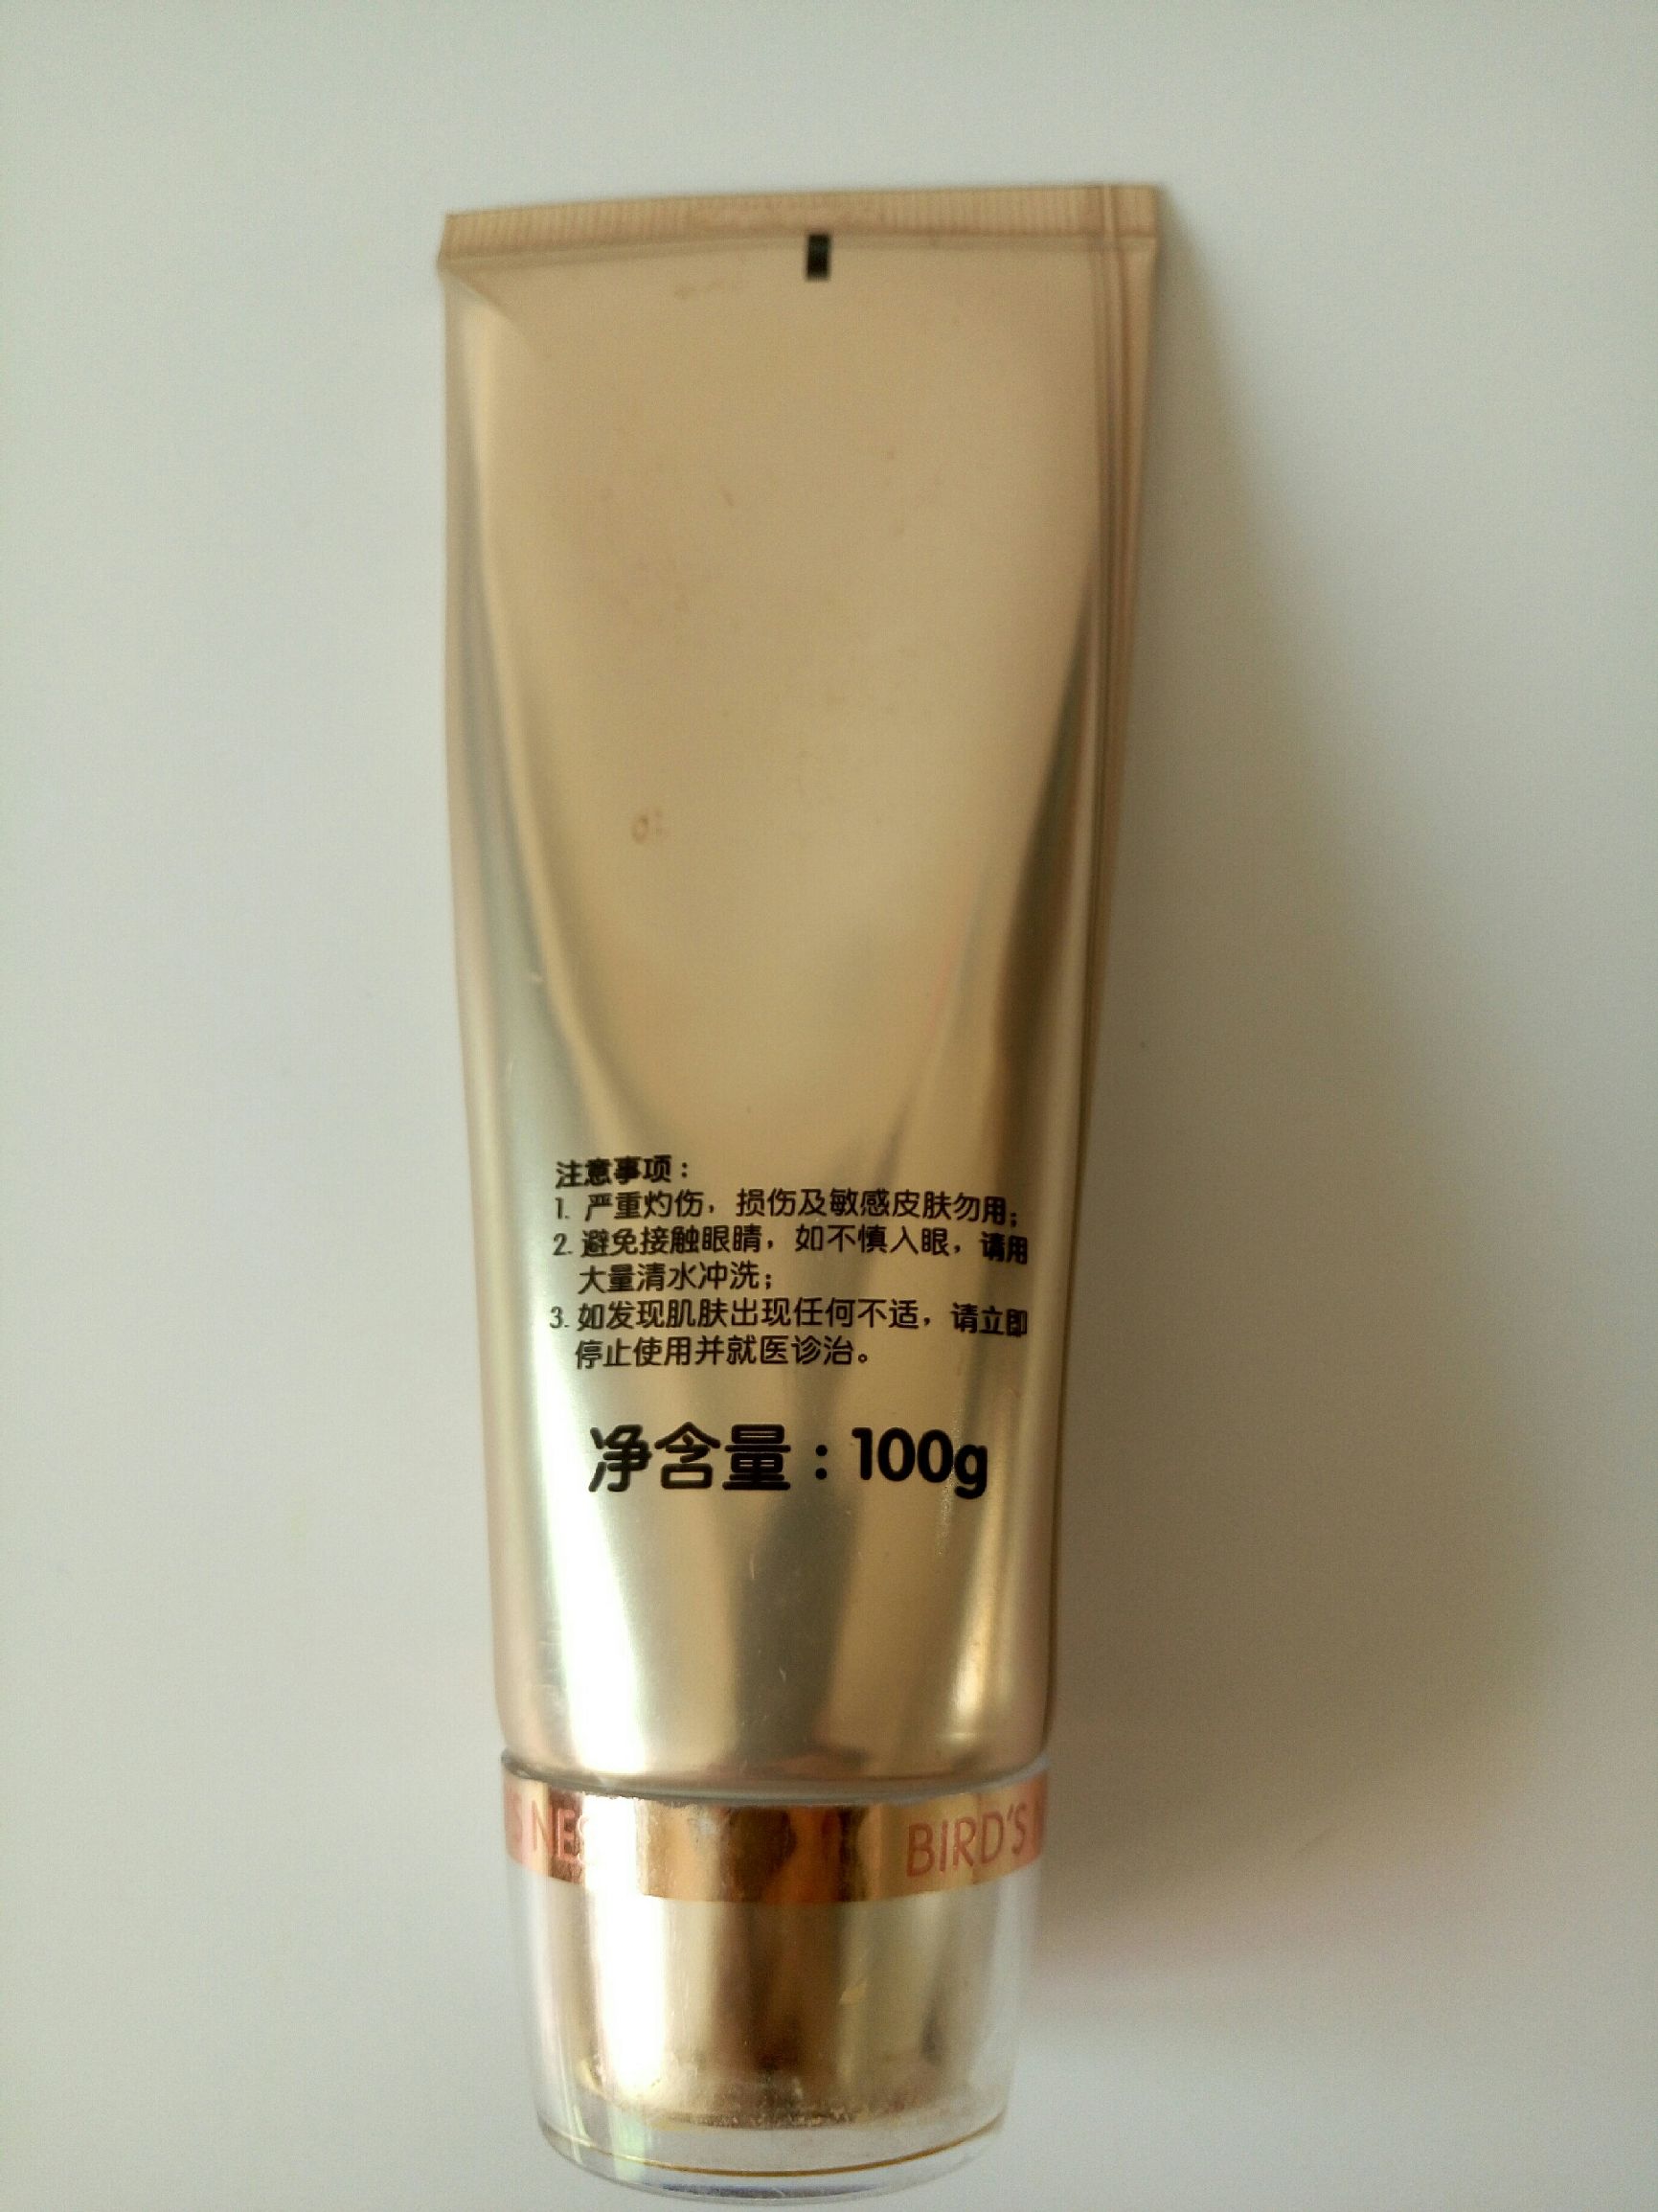 注意事项：
1. 严重灼伤，损伤及敏感皮肤勿用；
2. 避免接触眼睛，如不慎入眼，请用
大量清水冲洗；
3. 如发现肌肤出现任何不适，请立即
停止使用并就医诊治。
净含量：100g
BIRD'S